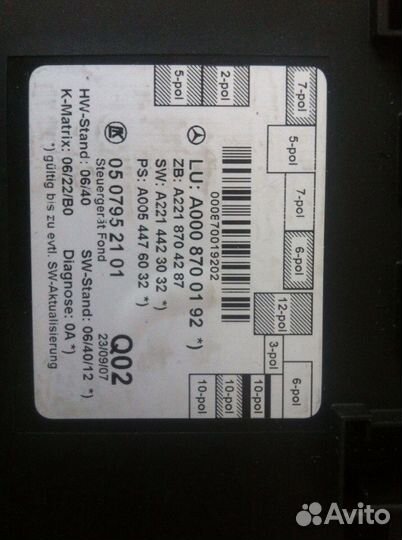 7-pol
5-pol
7-pol
6-pol
2-pol
5-pol
12-pol
3-pol
6-pol
10-pol
10-pol
10-pol
000870019202
LU: A000 870 01 92 *)
ZB: A221 870 42 87
SW: A221 442 30 32 *)
PS: A005 447 60 32 *)
05 0795 21 01
Steuergerät Fond
Q02
23/09/07
HW-Stand: 06/40 SW-Stand: 06/40/12 *)
K-Matrix: 06/22/B0 Diagnose: 0A *)
*) gültig bis zu evtl. SW-Aktualisierung
Avito